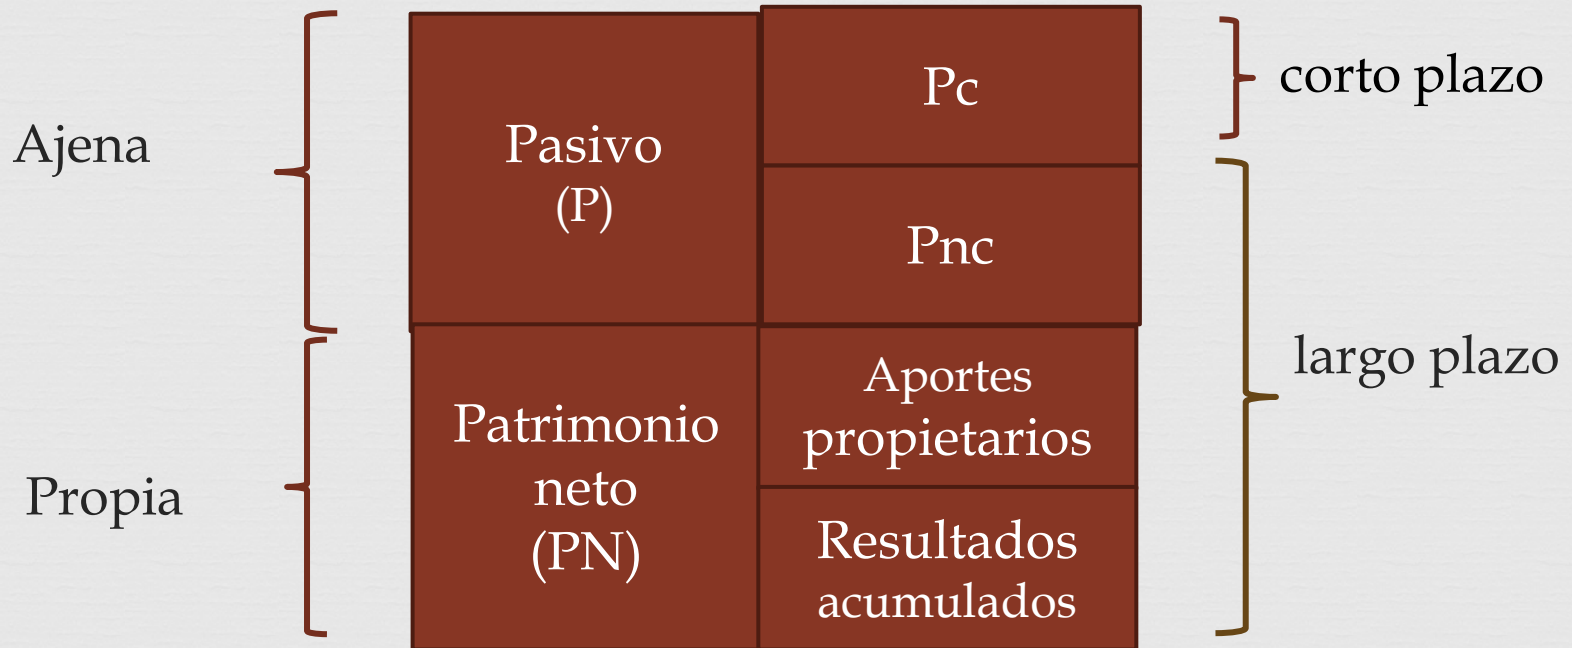 Ajena
Pasivo
(P)
Pc
corto plazo
Pnc
Propia
Patrimonio
neto
(PN)
Aportes
propietarios
Resultados
acumulados
largo plazo